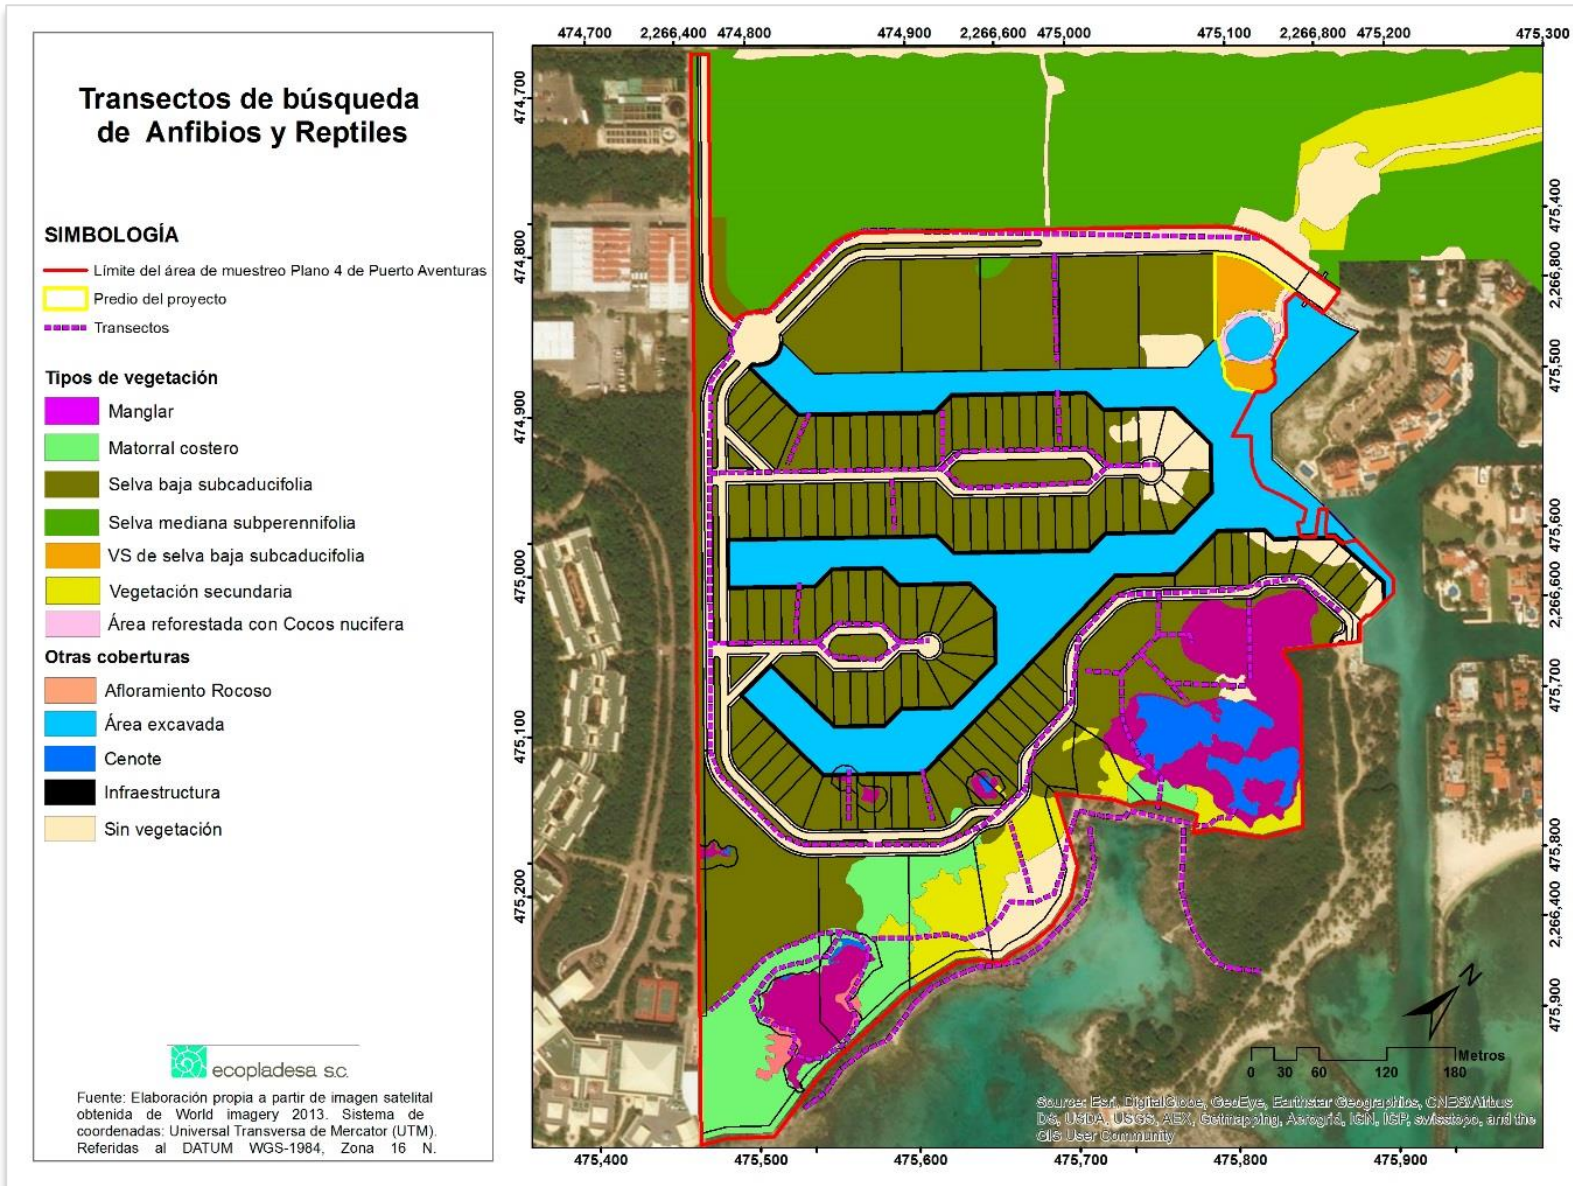 Transectos de búsqueda
de Anfibios y Reptiles
SIMBOLOGÍA
Límite del área de muestreo Plano 4 de Puerto Aventuras
Predio del proyecto
Transectos
Tipos de vegetación
Manglar
Matorral costero
Selva baja subcaducifolia
Selva mediana subperennifolia
VS de selva baja subcaducifolia
Vegetación secundaria
Área reforestada con Cocos nucifera
Otras coberturas
Afloramiento Rocoso
Área excavada
Cenote
Infraestructura
Sin vegetación
ecopladesa s.c.
Fuente: Elaboración propia a partir de imagen satelital
obtenida de World imagery 2013. Sistema de
coordenadas: Universal Transversa de Mercator (UTM).
Referidas al DATUM WGS-1984, Zona 16 N.
474,700 2,266,400 474,800 474,900 2,266,600 475,000 475,100 2,266,800 475,200 475,300
474,700
474,800
474,900
475,000
475,100
475,200
475,400
2,266,800
475,500
475,600
2,266,600
475,700
475,800
2,266,400
475,900
N
Metros
0 30 60 120 180
Source: Esri, DigitalGlobe, GeoEye, Earthstar Geographics, CNES/Airbus
DS, USDA, USGS, AEX, Getmapping, Aerogrid, IGN, IGP, swisstopo, and the
GIS User Community
475,400 475,500 475,600 475,700 475,800 475,900